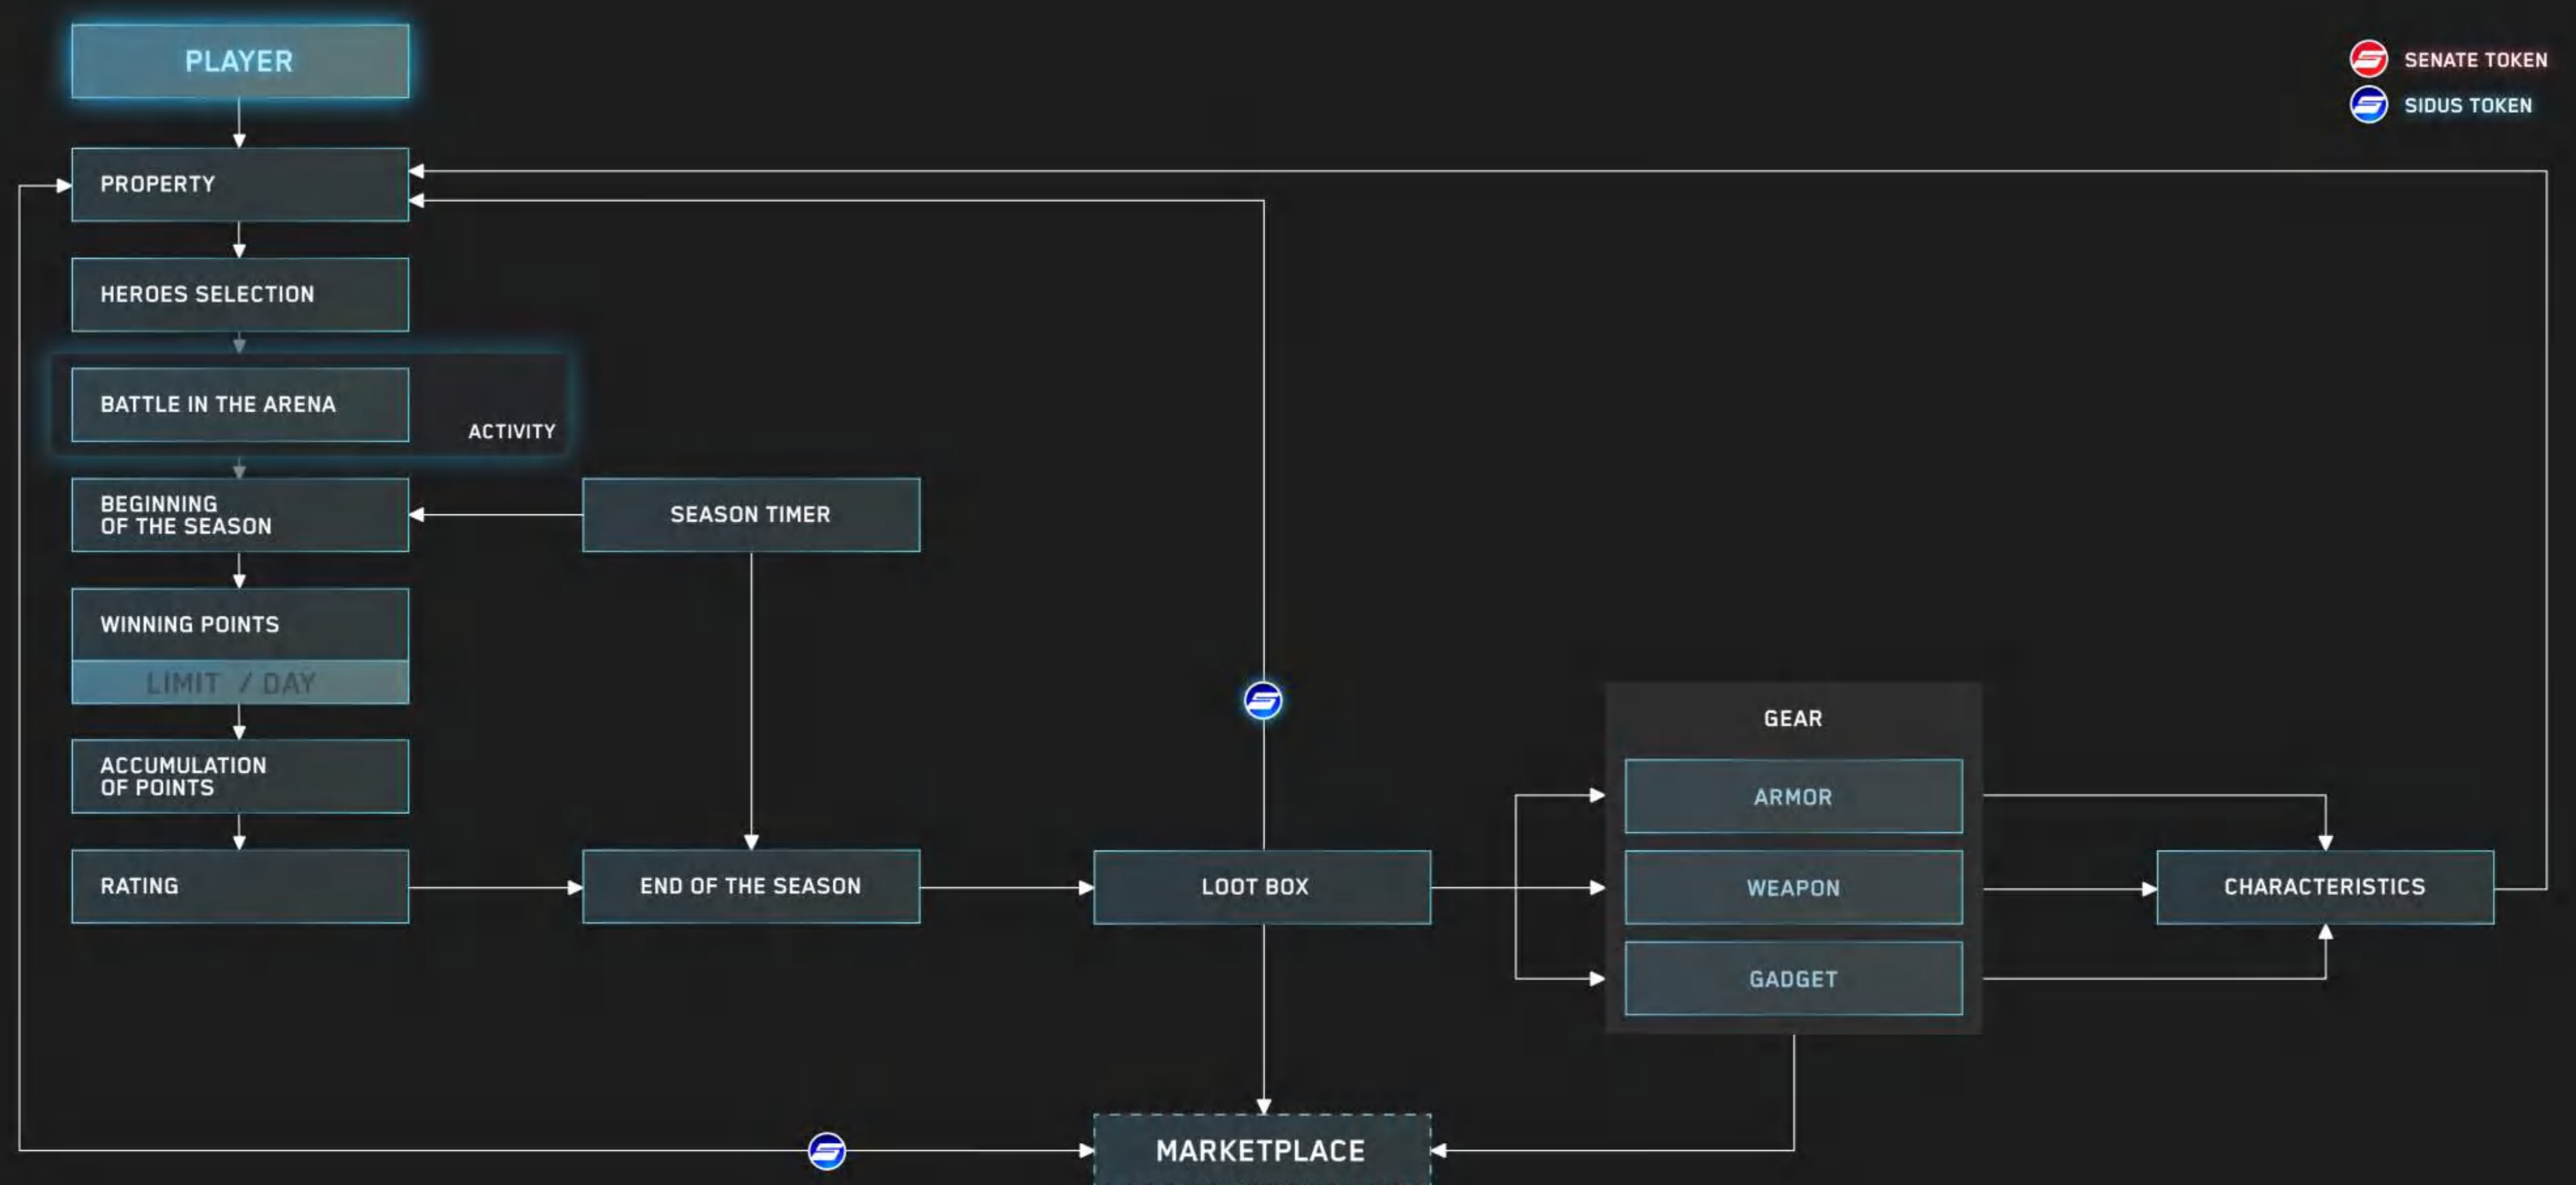 PLAYER
SENATE TOKEN
SIDUS TOKEN
PROPERTY
HEROES SELECTION
BATTLE IN THE ARENA
ACTIVITY
BEGINNING
OF THE SEASON
SEASON TIMER
WINNING POINTS
LIMIT / DAY
ACCUMULATION
OF POINTS
RATING
END OF THE SEASON
LOOT BOX
GEAR
ARMOR
WEAPON
GADGET
CHARACTERISTICS
MARKETPLACE